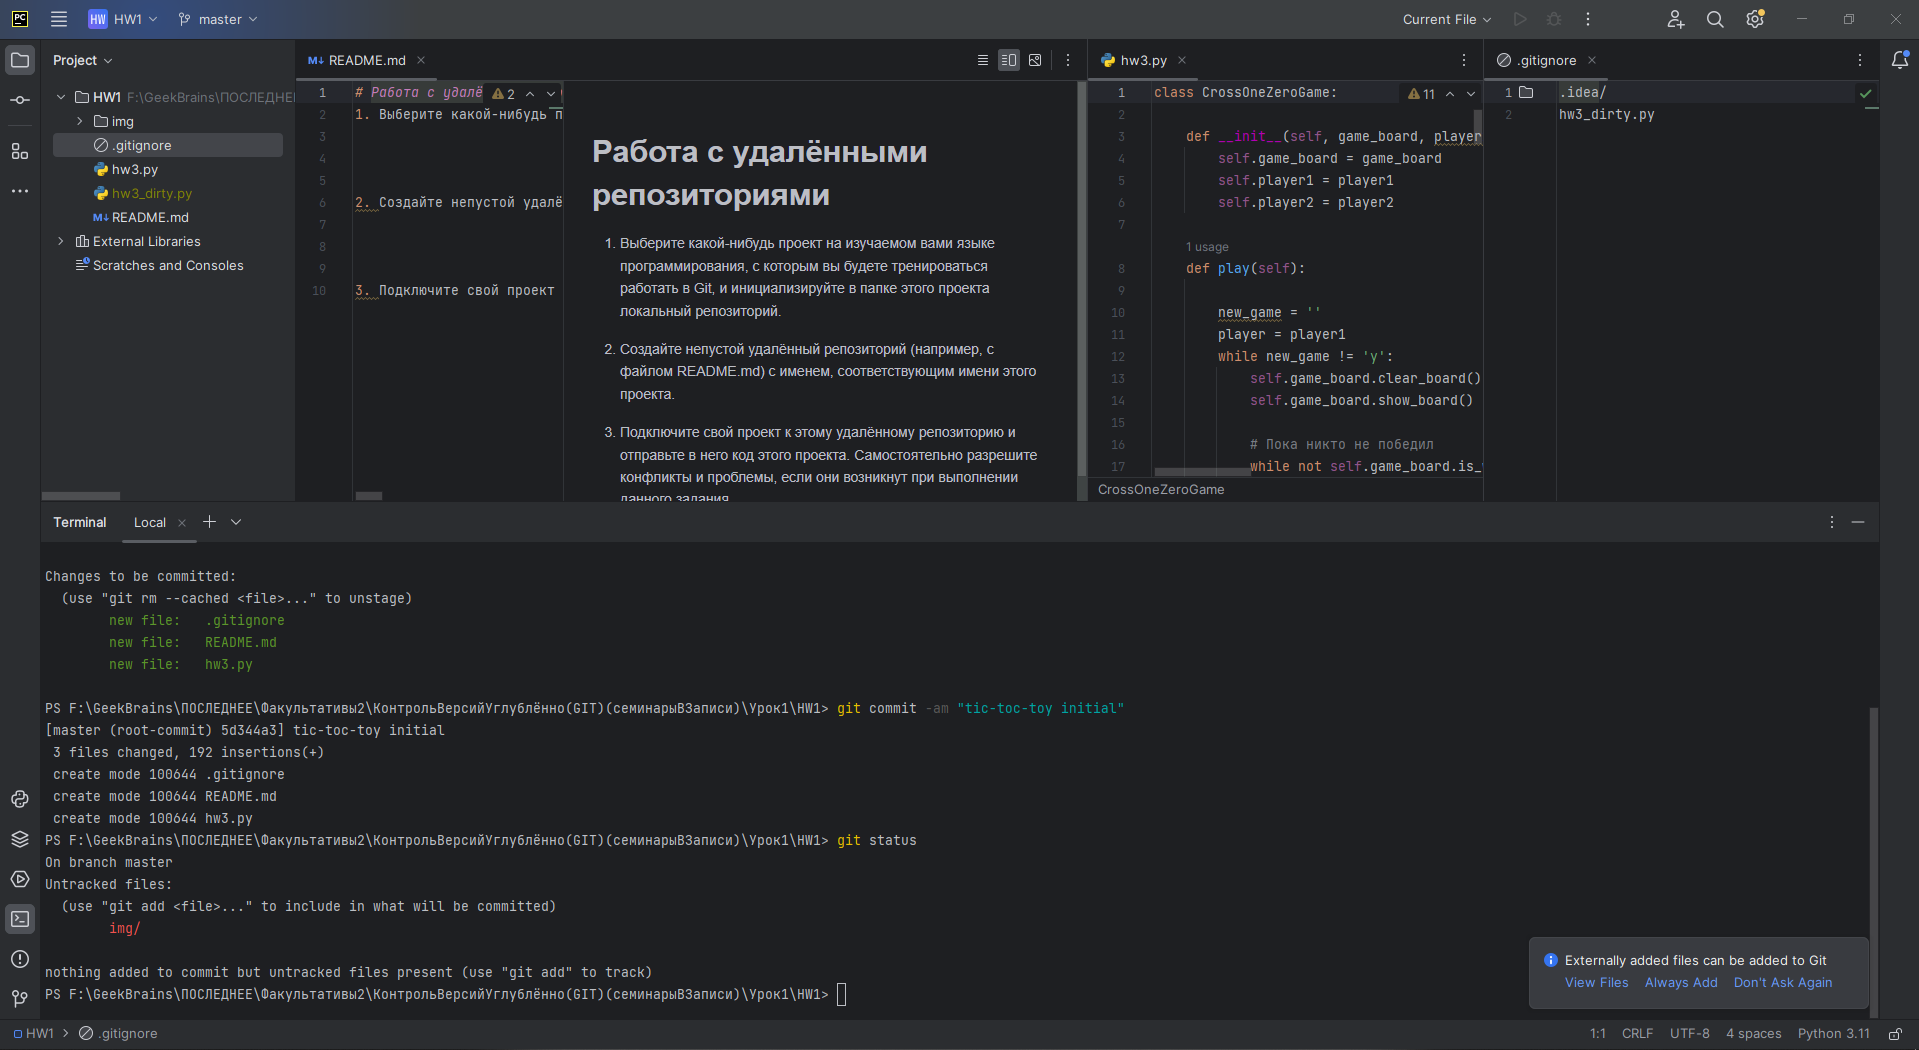 PC
HW HW1
master
Current File
Project
README.md
hw3.py
.gitignore
HW1 F:\GeekBrains\ПОСЛЕДНЕЕ
img
.gitignore
hw3.py
hw3_dirty.py
README.md
External Libraries
Scratches and Consoles
1 # Работа с удалё 2
2 1. Выберите какой-нибудь п
3
4
5
6 2. Создайте непустой удалё
7
8
9
10 3. Подключите свой проект
Работа с удалёнными
репозиториями
1. Выберите какой-нибудь проект на изучаемом вами языке
программирования, с которым вы будете тренироваться
работать в Git, и инициализируйте в папке этого проекта
локальный репозиторий.
2. Создайте непустой удалённый репозиторий (например, с
файлом README.md) с именем, соответствующим имени этого
проекта.
3. Подключите свой проект к этому удалённому репозиторию и
отправьте в него код этого проекта. Самостоятельно разрешите
конфликты и проблемы, если они возникнут при выполнении
данного задания
1 class CrossOneZeroGame: 11
2
3 def __init__(self, game_board, player
4 self.game_board = game_board
5 self.player1 = player1
6 self.player2 = player2
7
1 usage
8 def play(self):
9
10 new_game = ''
11 player = player1
12 while new_game != 'y':
13 self.game_board.clear_board()
14 self.game_board.show_board()
15
16 # Пока никто не победил
17 while not self.game_board.is_
CrossOneZeroGame
1 .idea/
2 hw3_dirty.py
Terminal
Local
Changes to be committed:
(use "git rm --cached <file>..." to unstage)
new file: .gitignore
new file: README.md
new file: hw3.py
PS F:\GeekBrains\ПОСЛЕДНЕЕ\Факультативы2\КонтрольВерсийУглублённо(GIT)(семинарыВЗаписи)\Урок1\HW1> git commit -am "tic-toc-toy initial"
[master (root-commit) 5d344a3] tic-toc-toy initial
3 files changed, 192 insertions(+)
create mode 100644 .gitignore
create mode 100644 README.md
create mode 100644 hw3.py
PS F:\GeekBrains\ПОСЛЕДНЕЕ\Факультативы2\КонтрольВерсийУглублённо(GIT)(семинарыВЗаписи)\Урок1\HW1> git status
On branch master
Untracked files:
(use "git add <file>..." to include in what will be committed)
img/
nothing added to commit but untracked files present (use "git add" to track)
PS F:\GeekBrains\ПОСЛЕДНЕЕ\Факультативы2\КонтрольВерсийУглублённо(GIT)(семинарыВЗаписи)\Урок1\HW1>
Externally added files can be added to Git
View Files Always Add Don't Ask Again
HW1 > .gitignore
1:1 CRLF UTF-8 4 spaces Python 3.11